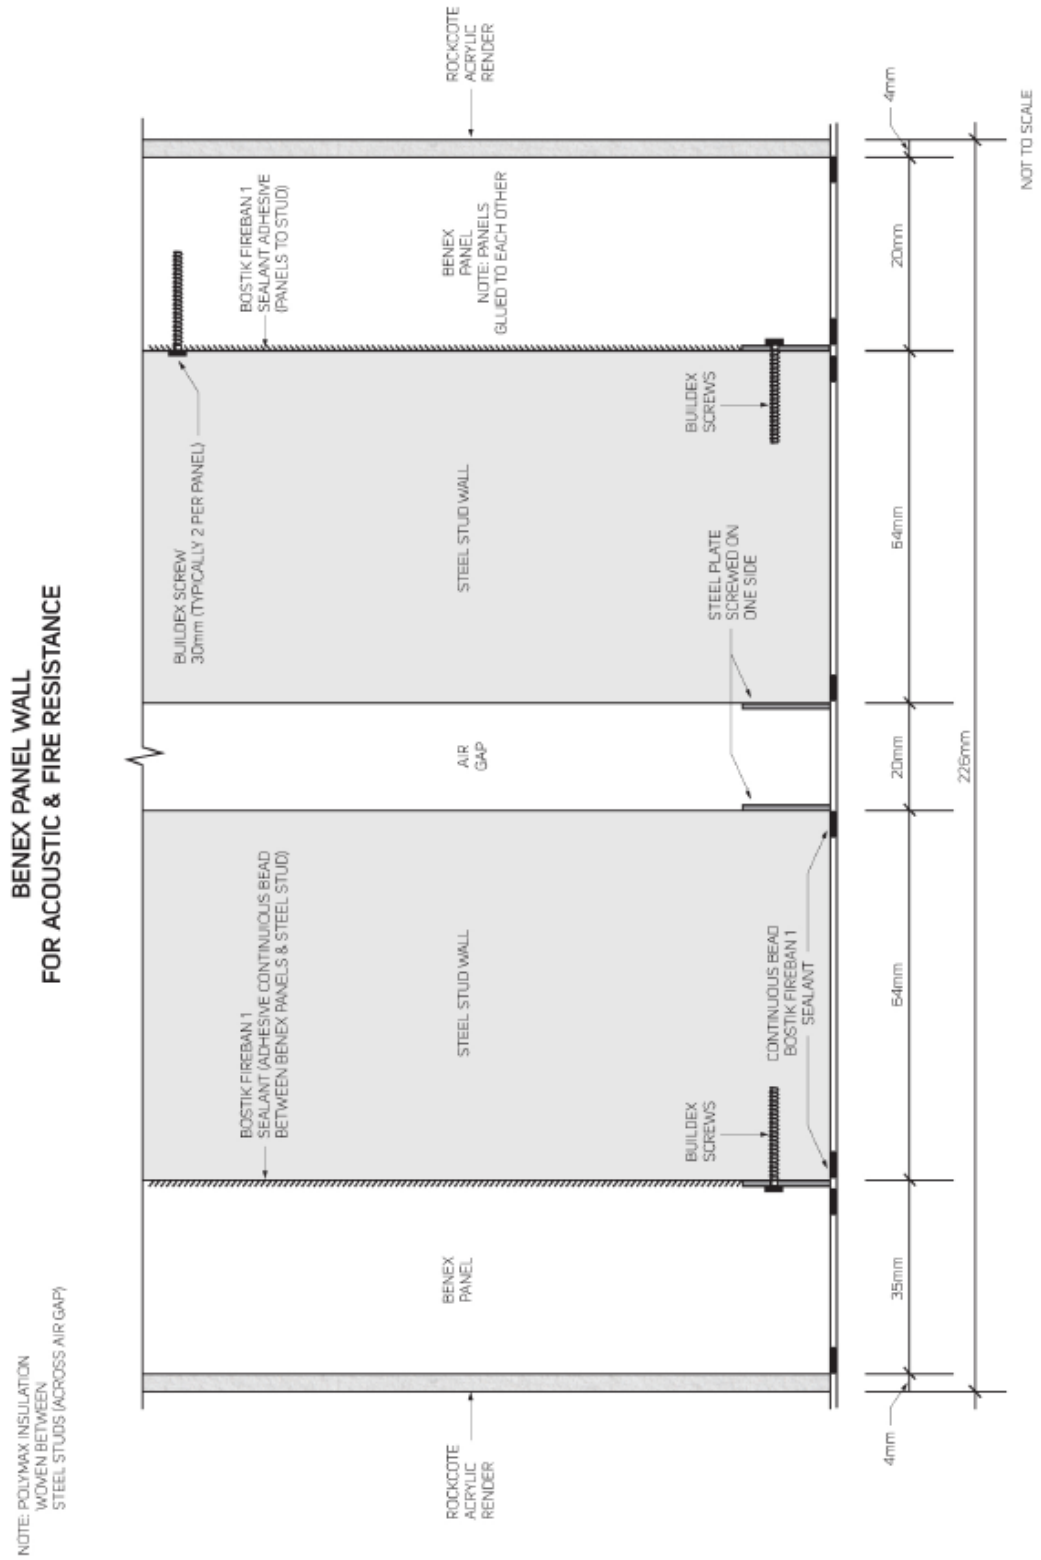 BENEX PANEL WALL
FOR ACOUSTIC & FIRE RESISTANCE
NOTE: POLYMAX INSULATION
WOVEN BETWEEN
STEEL STUDS (ACROSS AIR GAP)
BUILDEX SCREW
30mm (TYPICALLY 2 PER PANEL)
BOSTIK FIREBAN 1
SEALANT (ADHESIVE CONTINUIOUS BEAD
BETWEEN BENEX PANELS & STEEL STUD)
BOSTIK FIREBAN 1
SEALANT ADHESIVE
(PANELS TO STUD)
ROCKCOTE
ACRYLIC
RENDER
BENEX
PANEL
STEEL STUD WALL
AIR
GAP
STEEL STUD WALL
BENEX
PANEL
NOTE: PANELS
GLUED TO EACH OTHER
ROCKCOTE
ACRYLIC
RENDER
BUILDEX
SCREWS
CONTINUOUS BEAD
BOSTIK FIREBAN 1
SEALANT
STEEL PLATE
SCREWED ON
ONE SIDE
BUILDEX
SCREWS
4mm
35mm
64mm
20mm
64mm
20mm
4mm
226mm
NOT TO SCALE